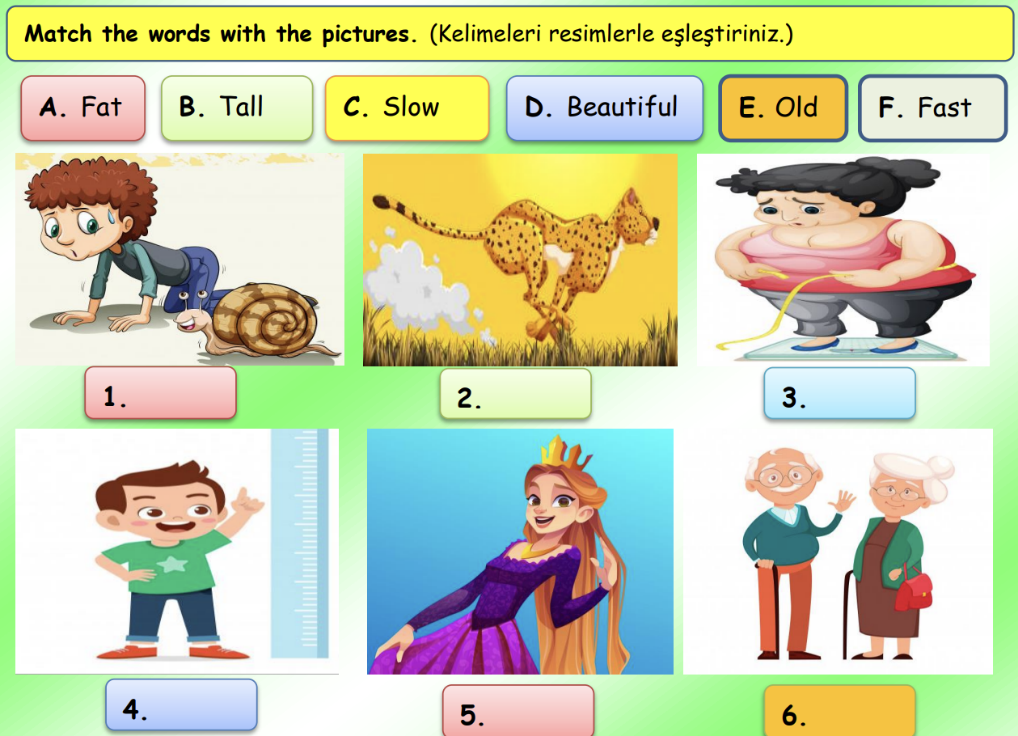 Match the words with the pictures. (Kelimeleri resimlerle eşleştiriniz.)
A. Fat B. Tall C. Slow D. Beautiful E. Old F. Fast
1. 2. 3.
4. 5. 6.